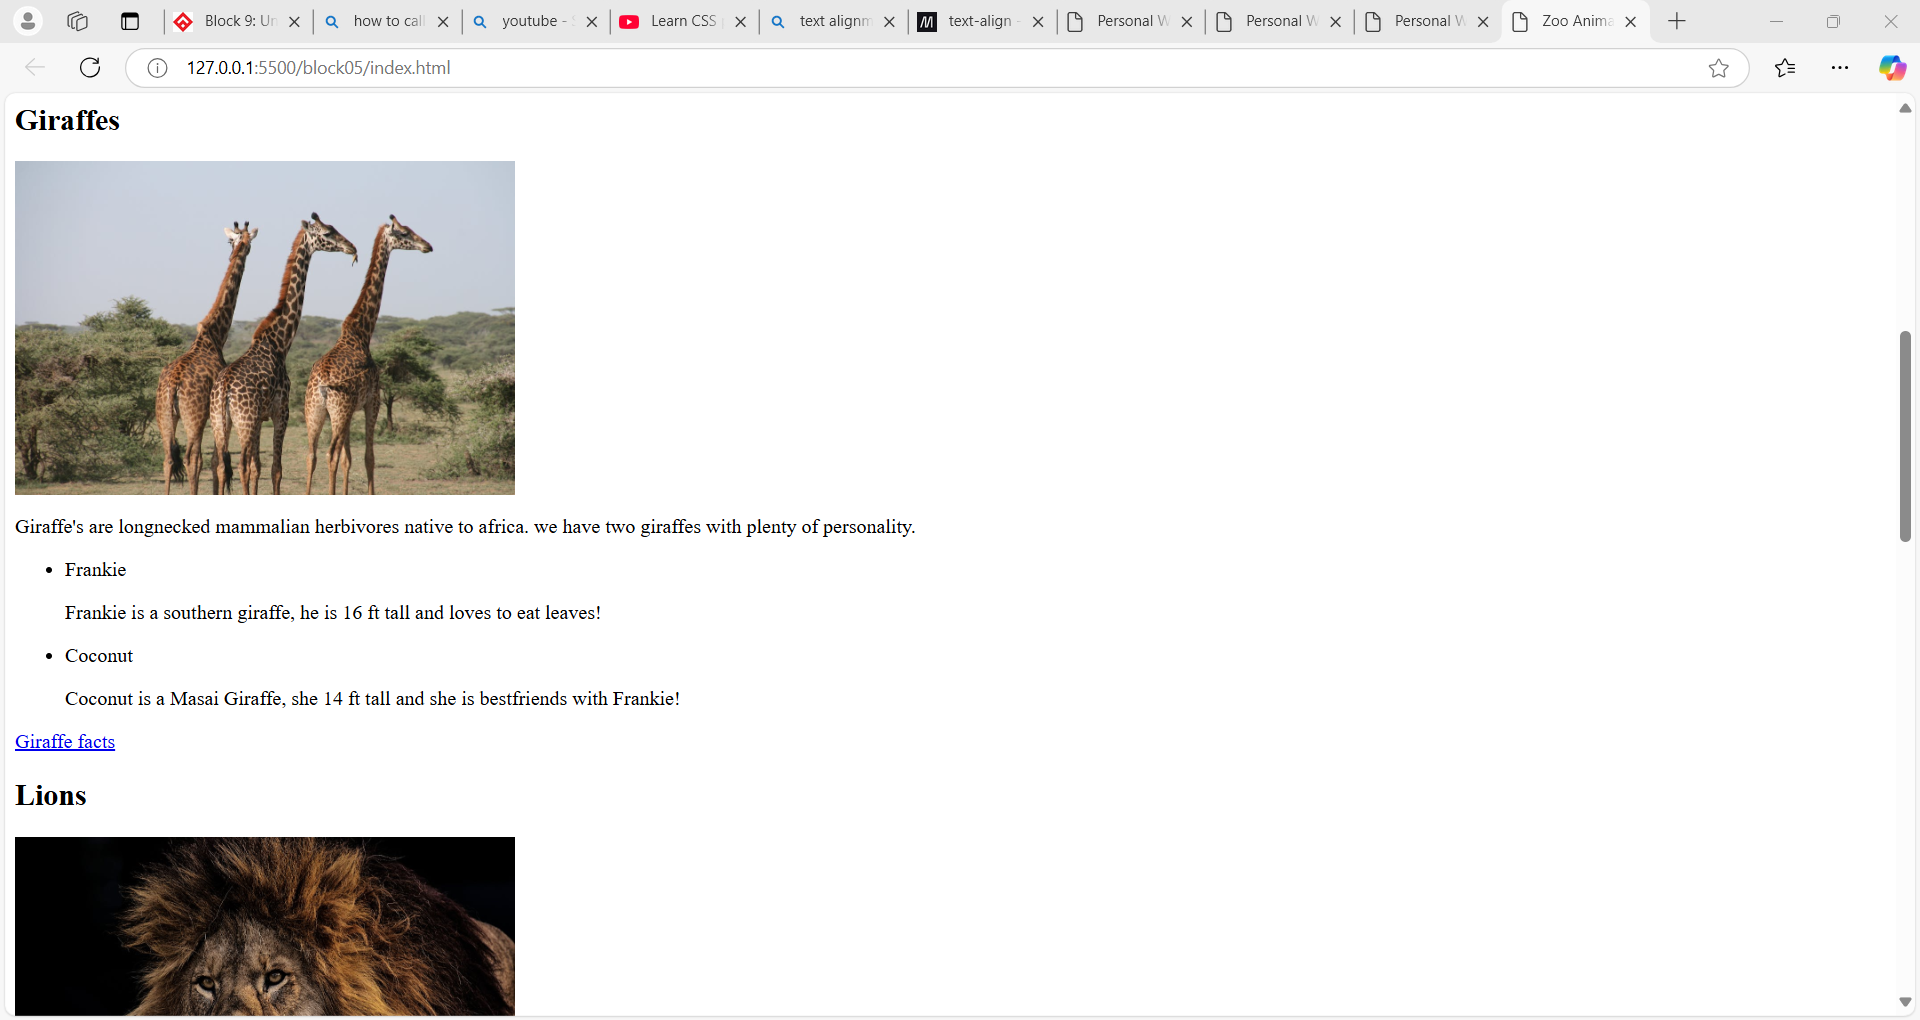 Block 9: Un
how to call
youtube - S
Learn CSS
text alignm
text-align -
Personal W
Personal W
Personal W
Zoo Anima
127.0.0.1:5500/block05/index.html
Giraffes
Giraffe's are longnecked mammalian herbivores native to africa. we have two giraffes with plenty of personality.
• Frankie
Frankie is a southern giraffe, he is 16 ft tall and loves to eat leaves!
• Coconut
Coconut is a Masai Giraffe, she 14 ft tall and she is bestfriends with Frankie!
Giraffe facts
Lions